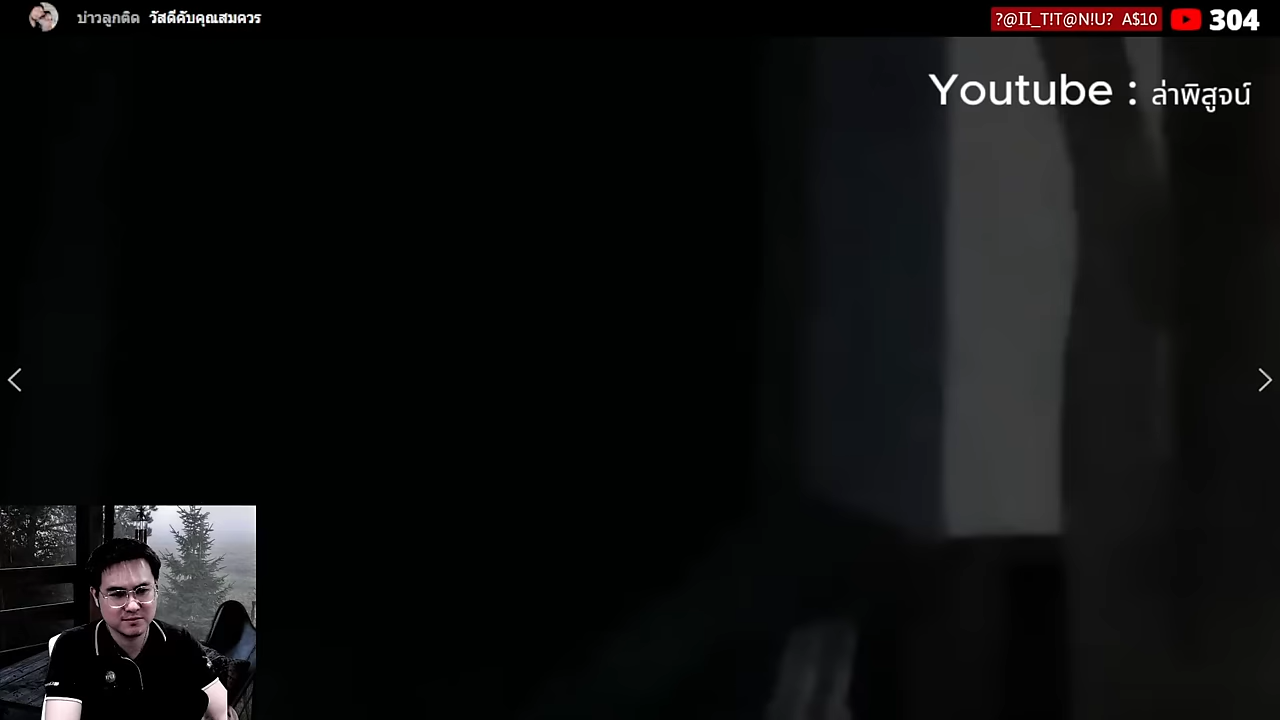 บ่าวลูกติด วัสดีคับคุณสมควร
?@Π_T!T@N!U? A$10 304
Youtube : ล่าพิสูจน์